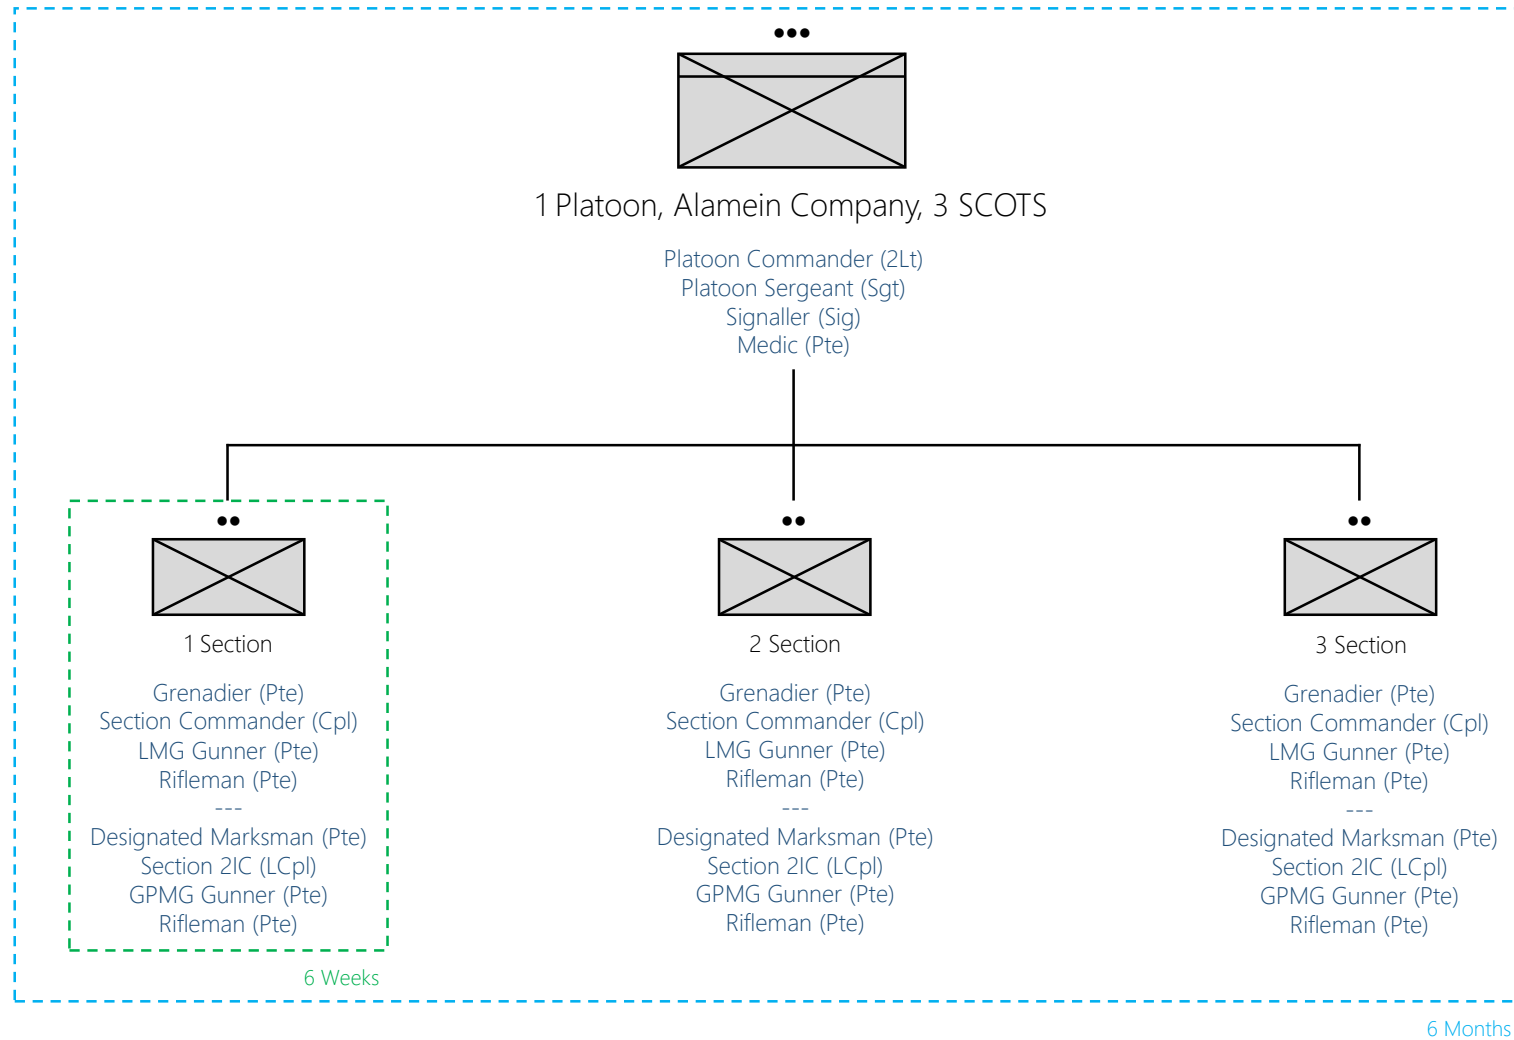 1 Platoon, Alamein Company, 3 SCOTS
Platoon Commander (2Lt)
Platoon Sergeant (Sgt)
Signaller (Sig)
Medic (Pte)
1 Section
Grenadier (Pte)
Section Commander (Cpl)
LMG Gunner (Pte)
Rifleman (Pte)
---
Designated Marksman (Pte)
Section 2IC (LCpl)
GPMG Gunner (Pte)
Rifleman (Pte)
6 Weeks
2 Section
Grenadier (Pte)
Section Commander (Cpl)
LMG Gunner (Pte)
Rifleman (Pte)
---
Designated Marksman (Pte)
Section 2IC (LCpl)
GPMG Gunner (Pte)
Rifleman (Pte)
3 Section
Grenadier (Pte)
Section Commander (Cpl)
LMG Gunner (Pte)
Rifleman (Pte)
---
Designated Marksman (Pte)
Section 2IC (LCpl)
GPMG Gunner (Pte)
Rifleman (Pte)
6 Months